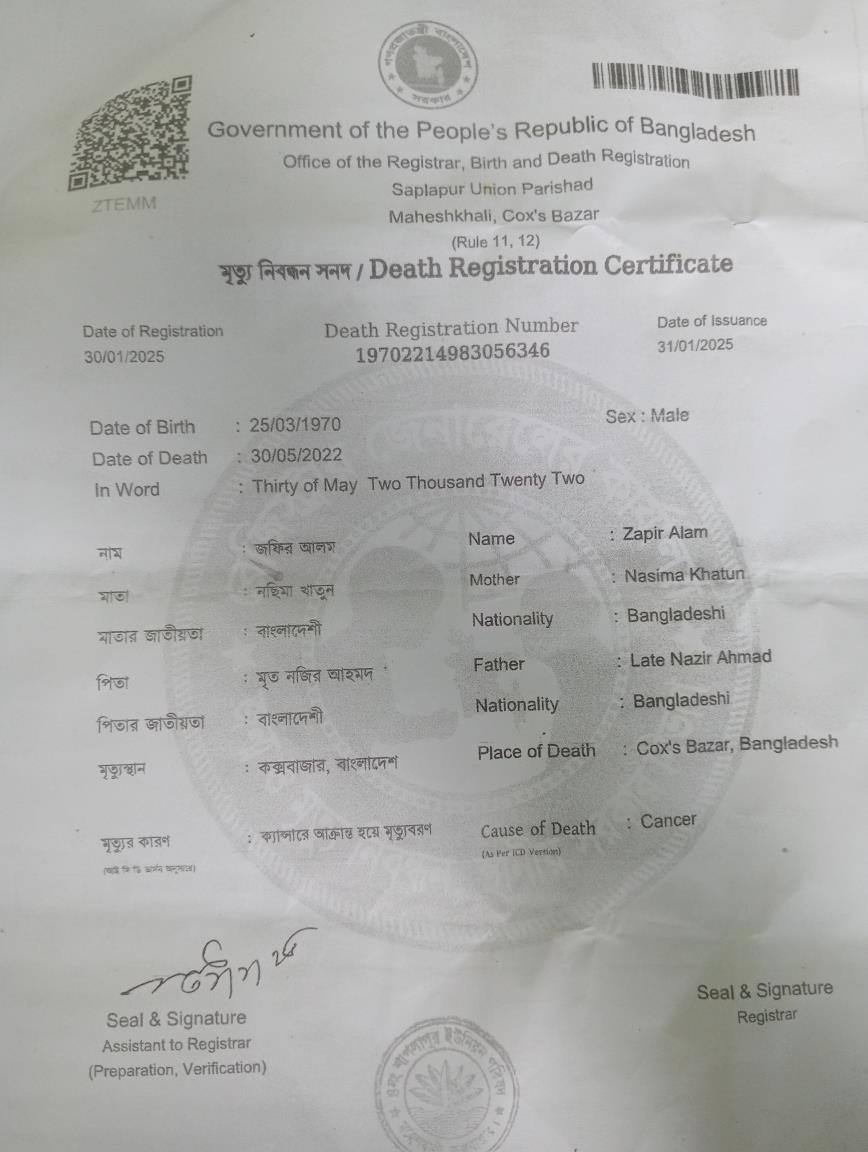 গণপ্রজাতন্ত্রী বাংলাদেশ
সরকার
ZTEMM
Government of the People's Republic of Bangladesh
Office of the Registrar, Birth and Death Registration
Saplapur Union Parishad
Maheshkhali, Cox's Bazar
(Rule 11, 12)
মৃত্যু নিবন্ধন সনদ / Death Registration Certificate
Date of Registration Death Registration Number Date of Issuance
30/01/2025 19702214983056346 31/01/2025
Date of Birth : 25/03/1970 Sex : Male
Date of Death : 30/05/2022
In Word : Thirty of May Two Thousand Twenty Two
নাম : জফির আলম Name : Zapir Alam
মাতা : নছিমা খাতুন Mother : Nasima Khatun
মাতার জাতীয়তা : বাংলাদেশী Nationality : Bangladeshi
পিতা : মৃত নজির আহমদ Father : Late Nazir Ahmad
পিতার জাতীয়তা : বাংলাদেশী Nationality : Bangladeshi
মৃত্যুস্থান : কক্সবাজার, বাংলাদেশ Place of Death : Cox's Bazar, Bangladesh
মৃত্যুর কারণ : ক্যান্সারে আক্রান্ত হয়ে মৃত্যুবরণ Cause of Death : Cancer
(As Per ICD Version)
Seal & Signature Seal & Signature
Assistant to Registrar Registrar
(Preparation, Verification)